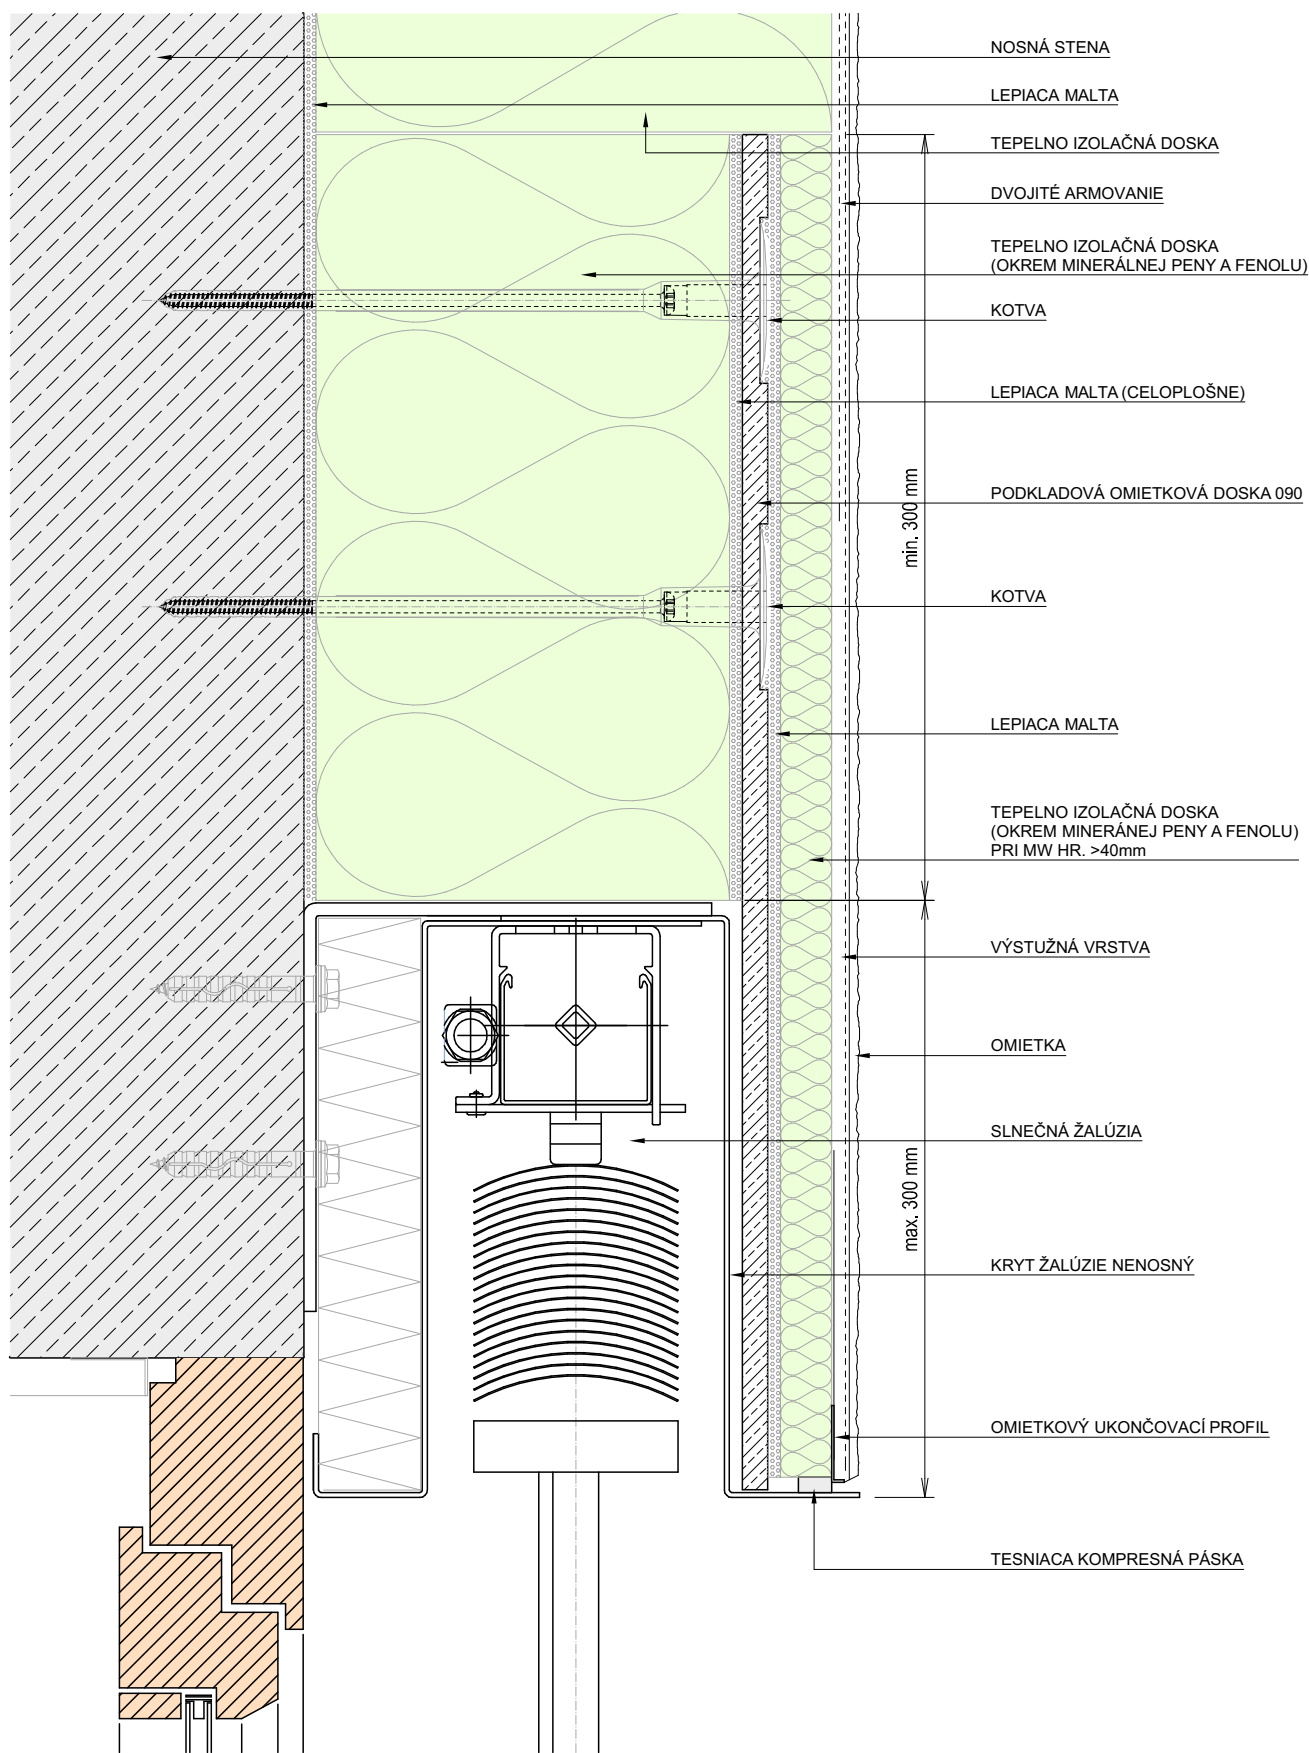 NOSNÁ STENA
LEPIACA MALTA
TEPELNO IZOLAČNÁ DOSKA
DVOJITÉ ARMOVANIE
TEPELNO IZOLAČNÁ DOSKA
(OKREM MINERÁLNEJ PENY A FENOLU)
KOTVA
LEPIACA MALTA (CELOPLOŠNE)
min. 300 mm
PODKLADOVÁ OMIETKOVÁ DOSKA 090
KOTVA
LEPIACA MALTA
TEPELNO IZOLAČNÁ DOSKA
(OKREM MINERÁNEJ PENY A FENOLU)
PRI MW HR. >40mm
VÝSTUŽNÁ VRSTVA
OMIETKA
SLNEČNÁ ŽALÚZIA
max. 300 mm
KRYT ŽALÚZIE NENOSNÝ
OMIETKOVÝ UKONČOVACÍ PROFIL
TESNIACA KOMPRESNÁ PÁSKA